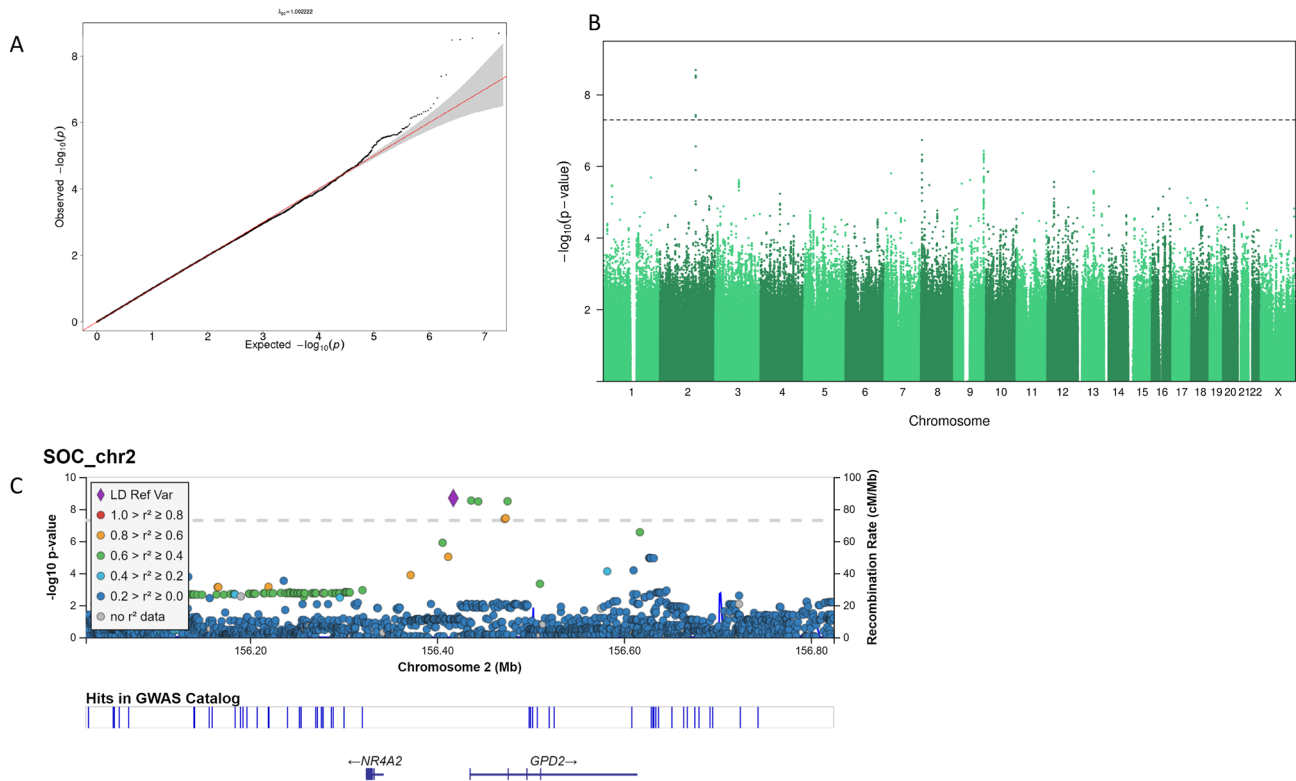 A
λgc=1.002222
Observed −log10(p)
8
6
4
2
0
0 1 2 3 4 5 6 7
Expected −log10(p)
B
−log10(p−value)
8
6
4
2
1 2 3 4 5 6 7 8 9 10 11 12 13 14 15 16 17 18 19 20 21 22 X
Chromosome
C
SOC_chr2
-log10 p-value
10
8
6
4
2
0
LD Ref Var
1.0 > r² ≥ 0.8
0.8 > r² ≥ 0.6
0.6 > r² ≥ 0.4
0.4 > r² ≥ 0.2
0.2 > r² ≥ 0.0
no r² data
100
80
60
40
20
0
Recombination Rate (cM/Mb)
156.20 156.40 156.60 156.80
Chromosome 2 (Mb)
Hits in GWAS Catalog
←NR4A2 GPD2→